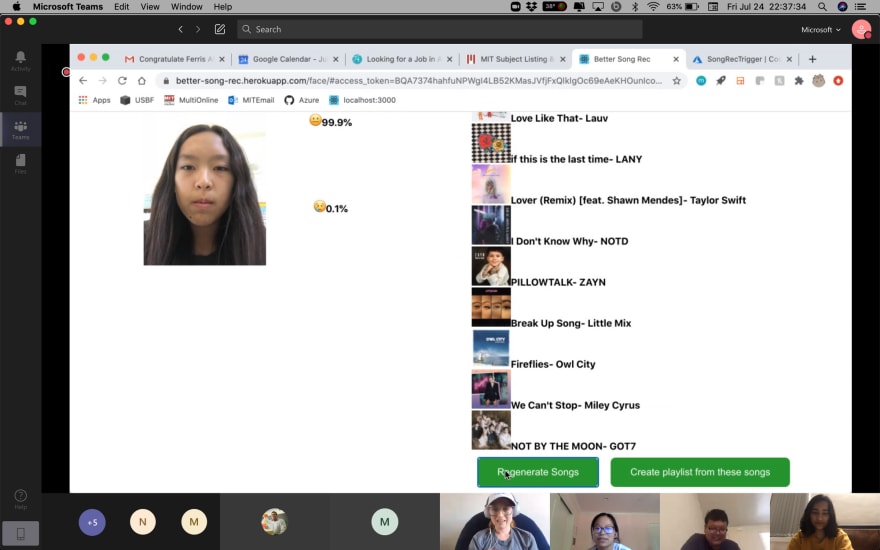 Microsoft Teams Edit View Window Help
38°
63%
Fri Jul 24 22:37:34
Search
Microsoft
Activity
Chat
Teams
Files
Help
Congratulate Ferris A
Google Calendar - Ju
Looking for a Job in A
MIT Subject Listing &
Better Song Rec
SongRecTrigger | Co
better-song-rec.herokuapp.com/face/#access_token=BQA7374hahfuNPWgI4LB52KMasJVfjFxQlkIgOc69eAeKHOunIco...
Apps USBF MultiOnline MITEmail Azure localhost:3000
99.9%
0.1%
Love Like That- Lauv
if this is the last time- LANY
Lover (Remix) [feat. Shawn Mendes]- Taylor Swift
I Don't Know Why- NOTD
PILLOWTALK- ZAYN
Break Up Song- Little Mix
Fireflies- Owl City
We Can't Stop- Miley Cyrus
NOT BY THE MOON- GOT7
Regenerate Songs
Create playlist from these songs
+5
N
M
M